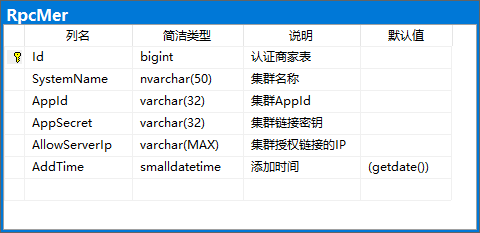 RpcMer
列名 简洁类型 说明 默认值
Id bigint 认证商家表
SystemName nvarchar(50) 集群名称
AppId varchar(32) 集群AppId
AppSecret varchar(32) 集群链接密钥
AllowServerIp varchar(MAX) 集群授权链接的IP
AddTime smalldatetime 添加时间 (getdate())